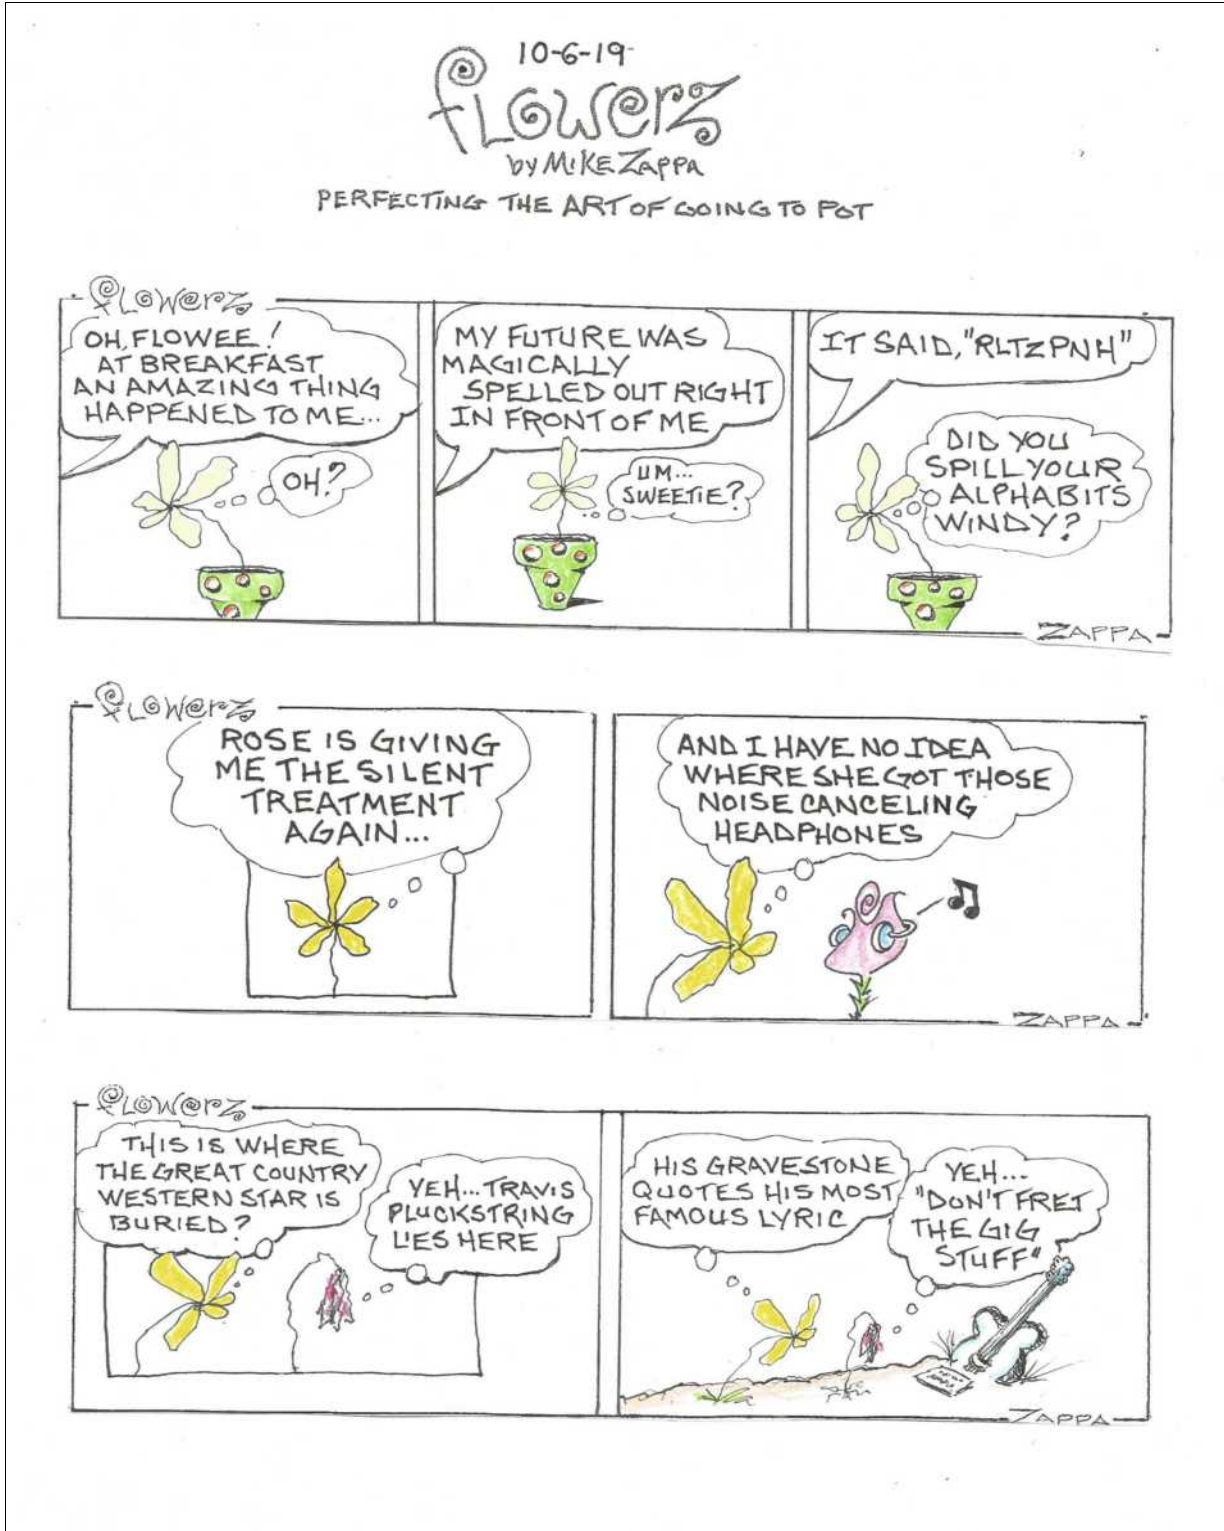 10-6-19
flowerz
by Mike Zappa
PERFECTING THE ART OF GOING TO POT
flowerz
OH, FLOWEE!
AT BREAKFAST
AN AMAZING THING
HAPPENED TO ME...
OH?
MY FUTURE WAS
MAGICALLY
SPELLED OUT RIGHT
IN FRONT OF ME
UM...
SWEETIE?
IT SAID, "RLTZPNH"
DID YOU
SPILL YOUR
ALPHABITS
WINDY?
ZAPPA
flowerz
ROSE IS GIVING
ME THE SILENT
TREATMENT
AGAIN...
AND I HAVE NO IDEA
WHERE SHE GOT THOSE
NOISE CANCELING
HEADPHONES
ZAPPA
flowerz
THIS IS WHERE
THE GREAT COUNTRY
WESTERN STAR IS
BURIED?
YEH...TRAVIS
PLUCKSTRING
LIES HERE
HIS GRAVESTONE
QUOTES HIS MOST
FAMOUS LYRIC
YEH...
"DON'T FRET
THE GIG
STUFF"
ZAPPA